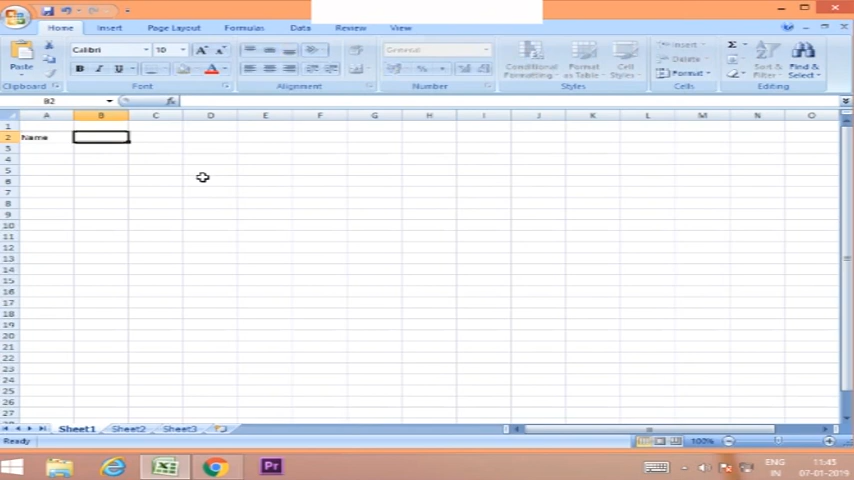 Home Insert Page Layout Formulas Data Review View
Calibri 10 A A General Insert Σ
Paste B I U A % Conditional Formatting Format as Table Cell Styles Delete Format Sort & Filter Find & Select
Clipboard Font Alignment Number Styles Cells Editing
B2 fx
A B C D E F G H I J K L M N O
1
2 Name
3
4
5
6
7
8
9
10
11
12
13
14
15
16
17
18
19
20
21
22
23
24
25
26
27
Sheet1 Sheet2 Sheet3
Ready 100%
Pr ENG 11:45
IN 07-01-2019